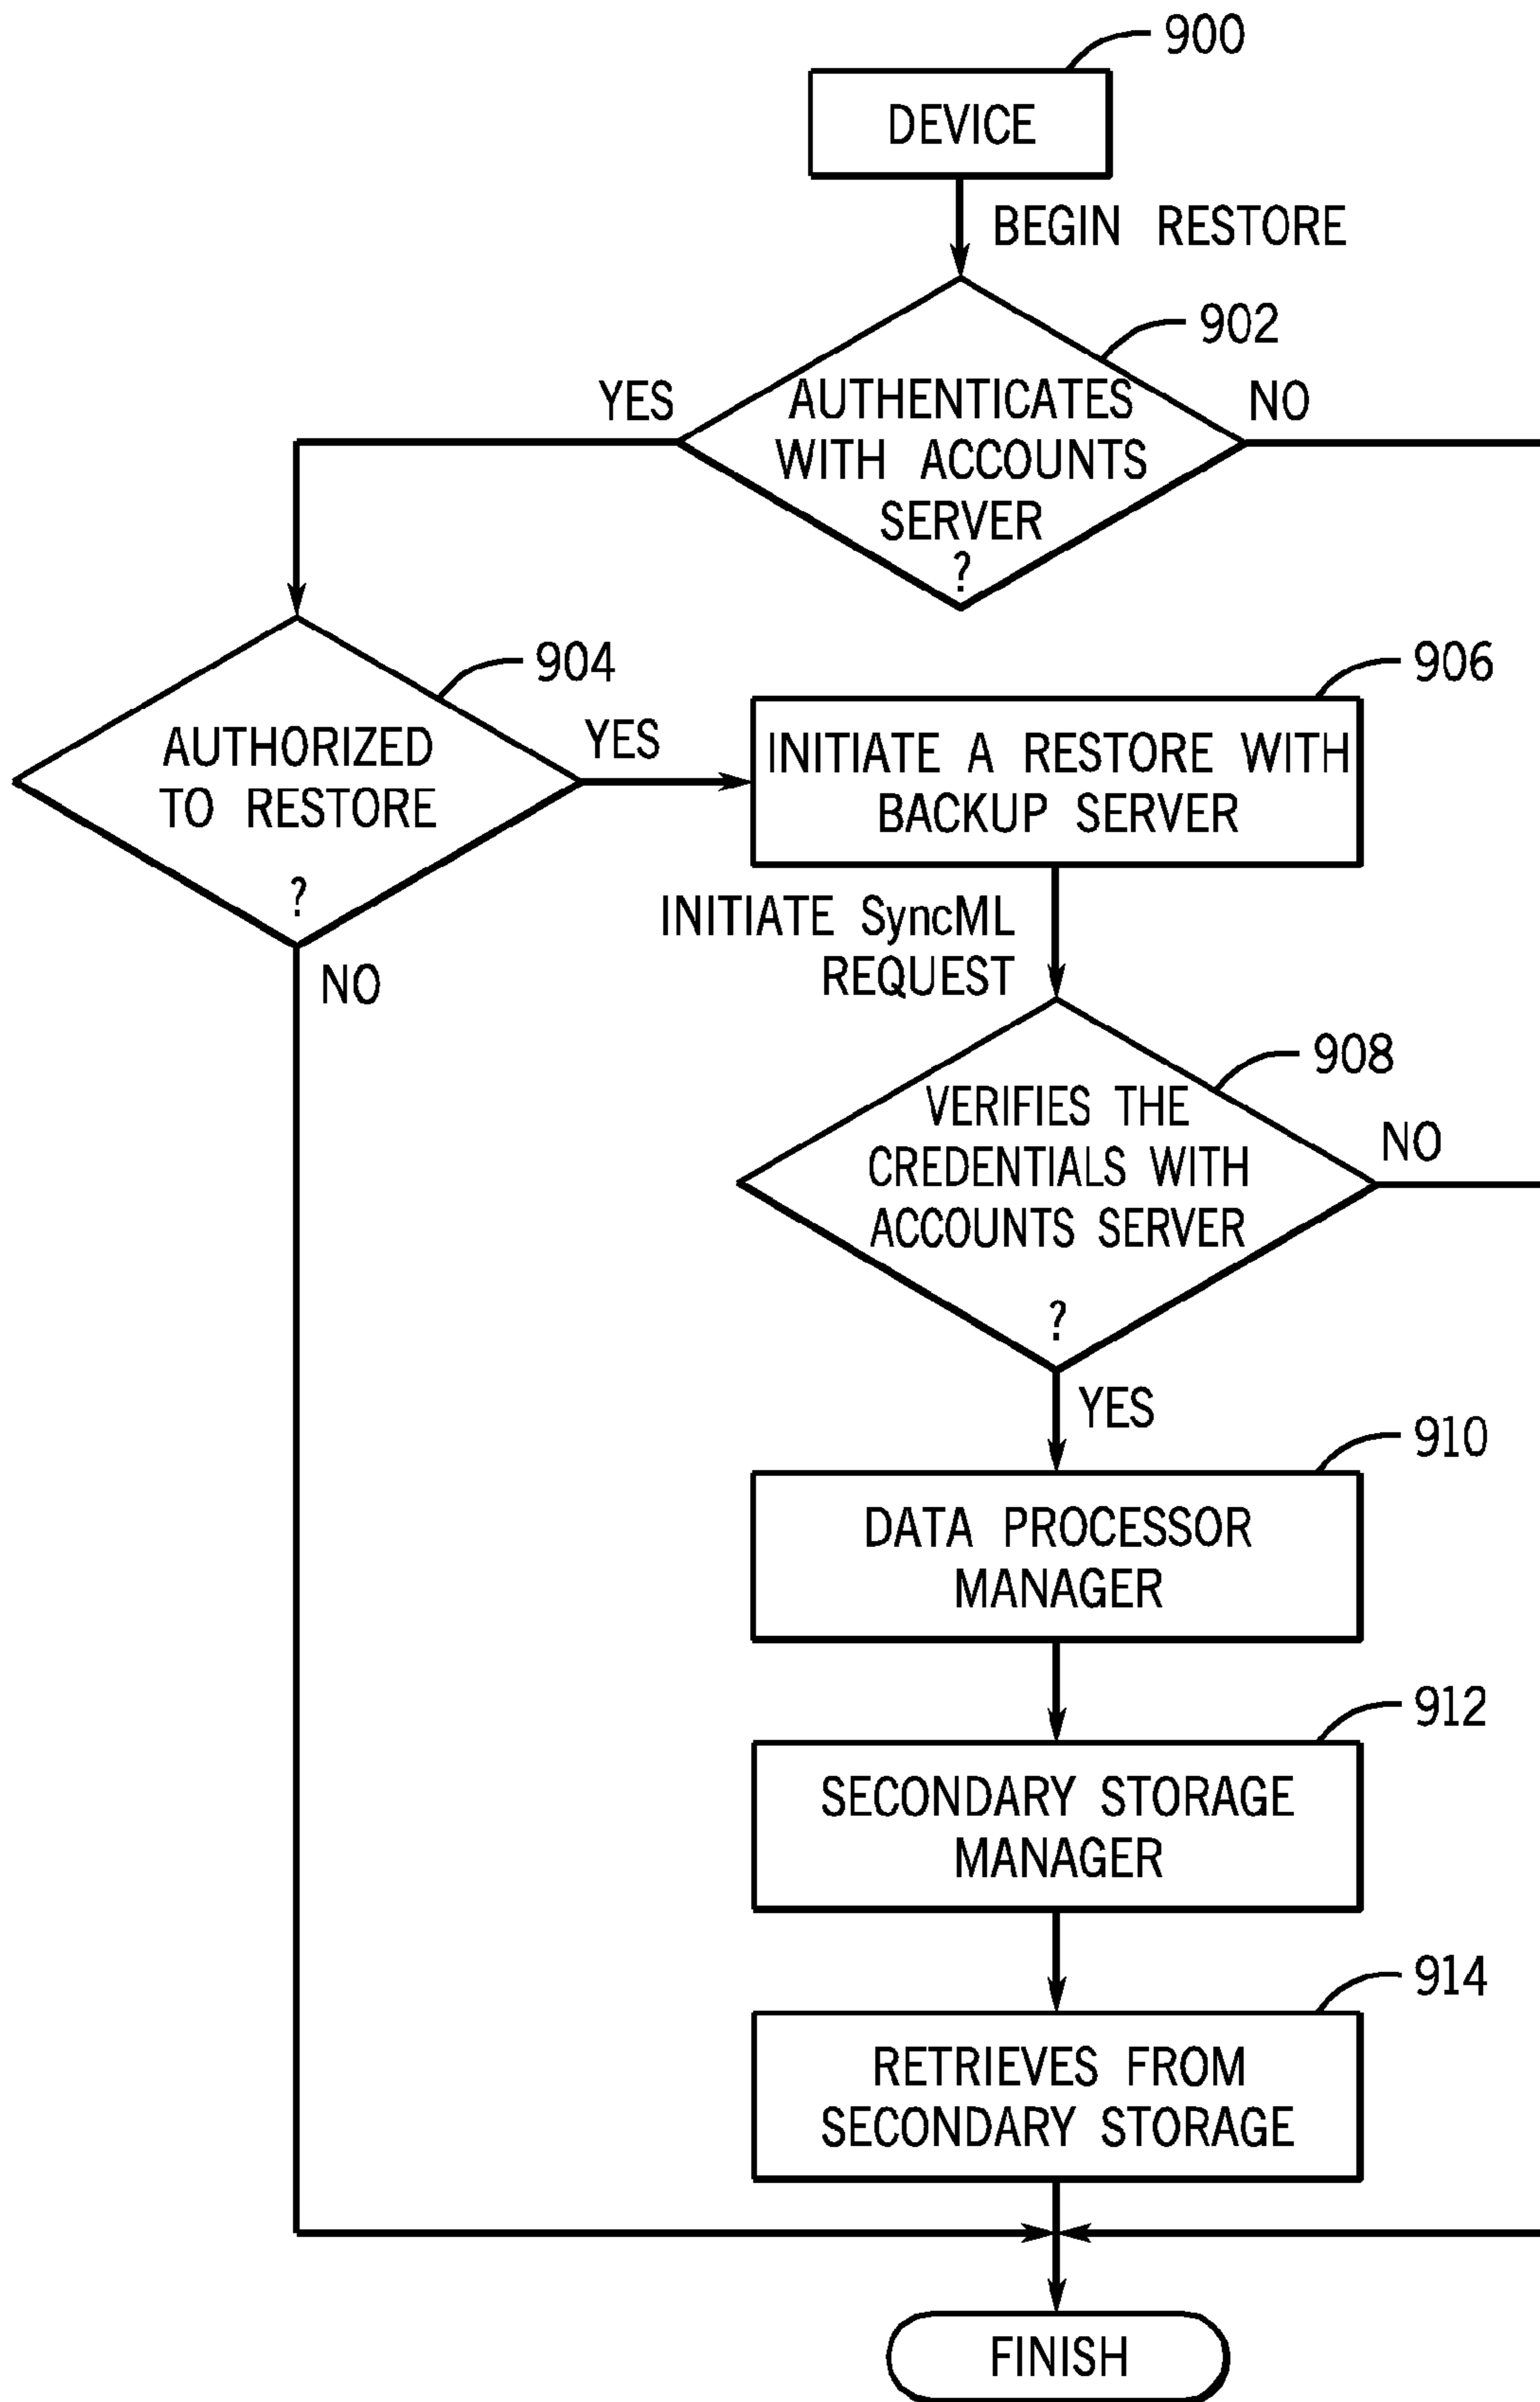 900
DEVICE
BEGIN RESTORE
902
YES
AUTHENTICATES
WITH ACCOUNTS
SERVER
?
NO
904
AUTHORIZED
TO RESTORE
?
YES
NO
906
INITIATE A RESTORE WITH
BACKUP SERVER
INITIATE SyncML
REQUEST
908
VERIFIES THE
CREDENTIALS WITH
ACCOUNTS SERVER
?
NO
YES
910
DATA PROCESSOR
MANAGER
912
SECONDARY STORAGE
MANAGER
914
RETRIEVES FROM
SECONDARY STORAGE
FINISH